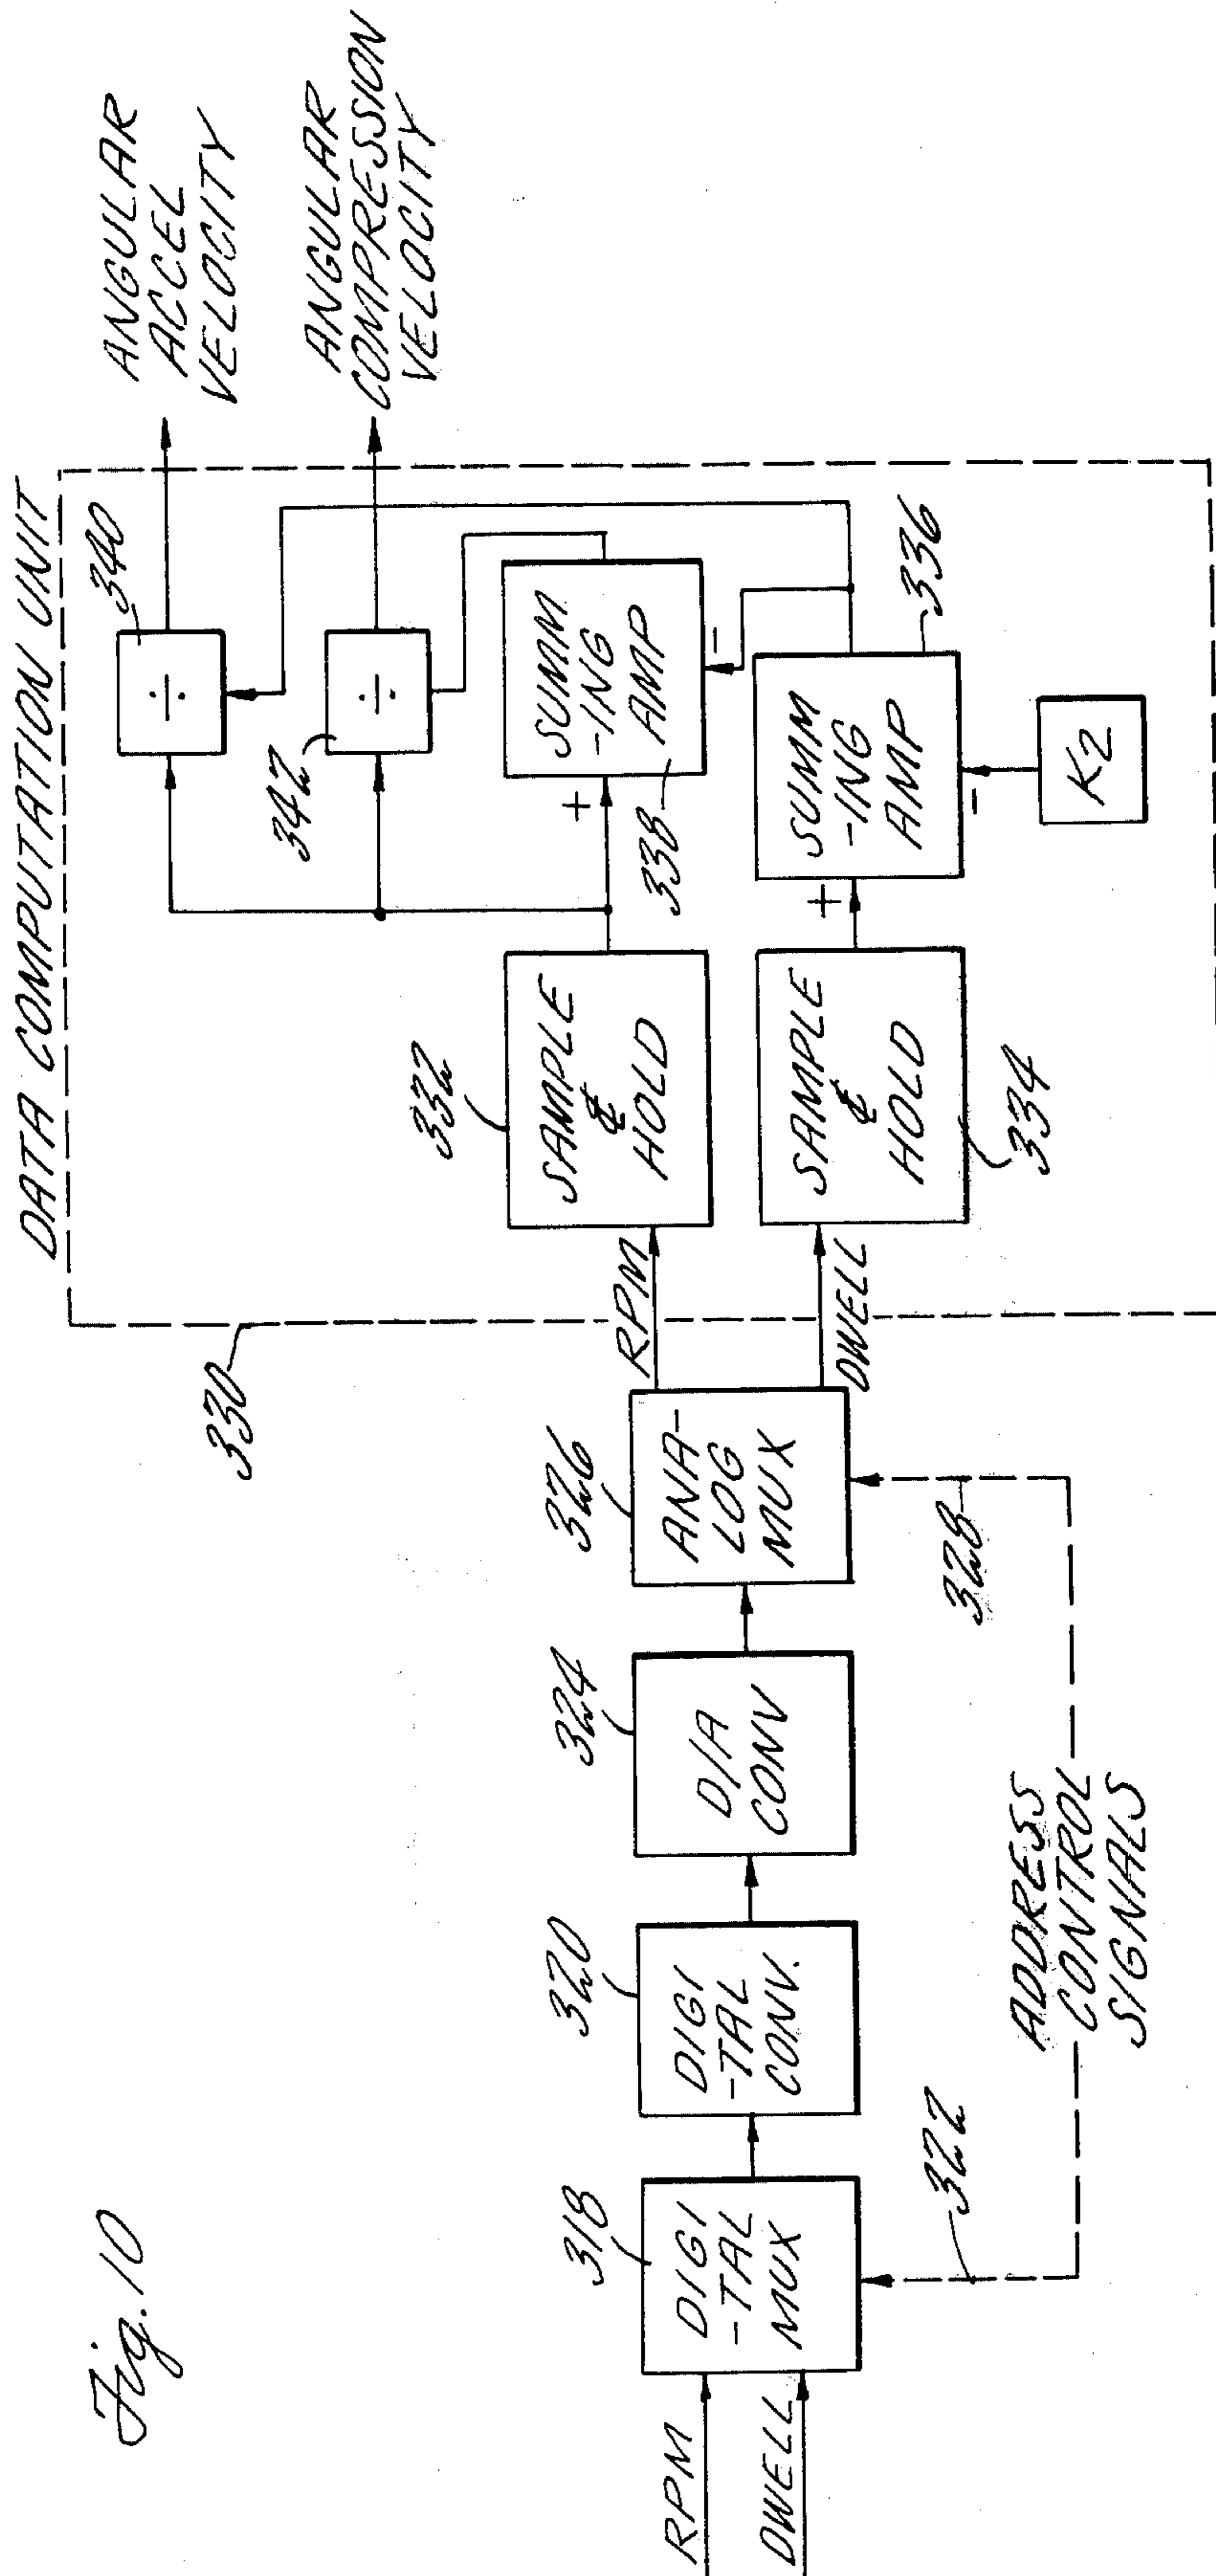 Fig. 10
DATA COMPUTATION UNIT
ANGULAR
ACCEL
VELOCITY
ANGULAR
COMPRESSION
VELOCITY
340
÷
342
÷
330
332
SAMPLE
&
HOLD
+
338
SUMM
-ING
AMP
-
RPM
DWELL
318
DIGI
-TAL
MUX
320
DIGI
-TAL
CONV.
324
D/A
CONV
326
ANA-
LOG
MUX
RPM
DWELL
SAMPLE
&
HOLD
334
+
SUMM
-ING
AMP
336
-
K2
322
ADDRESS
CONTROL
SIGNALS
328